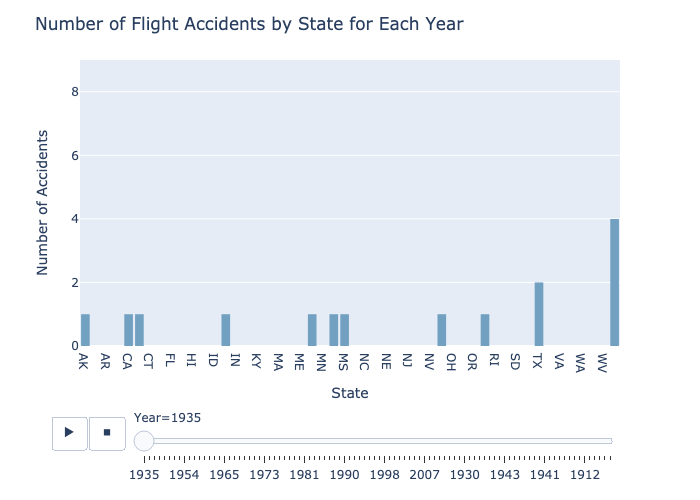 Number of Flight Accidents by State for Each Year
Number of Accidents
8
6
4
2
0
AK AR CA CT FL HI ID IN KY MA ME MN MS NC NE NJ NV OH OR RI SD TX VA WA WV
State
Year=1935
1935 1954 1965 1973 1981 1990 1998 2007 1930 1943 1941 1912